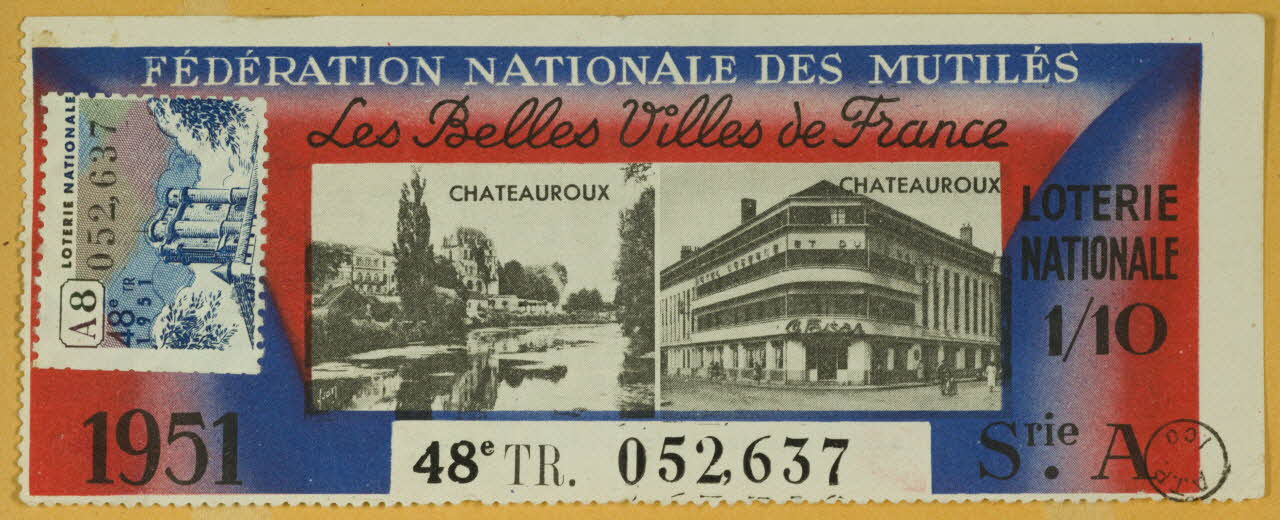 FÉDÉRATION NATIONALE DES MUTILÉS
Les Belles Villes de France
LOTERIE NATIONALE
052,637
48e TR
1951
A8
CHATEAUROUX
CHATEAUROUX
LOTERIE
NATIONALE
1/10
1951
48e TR. 052,637
Srie. A